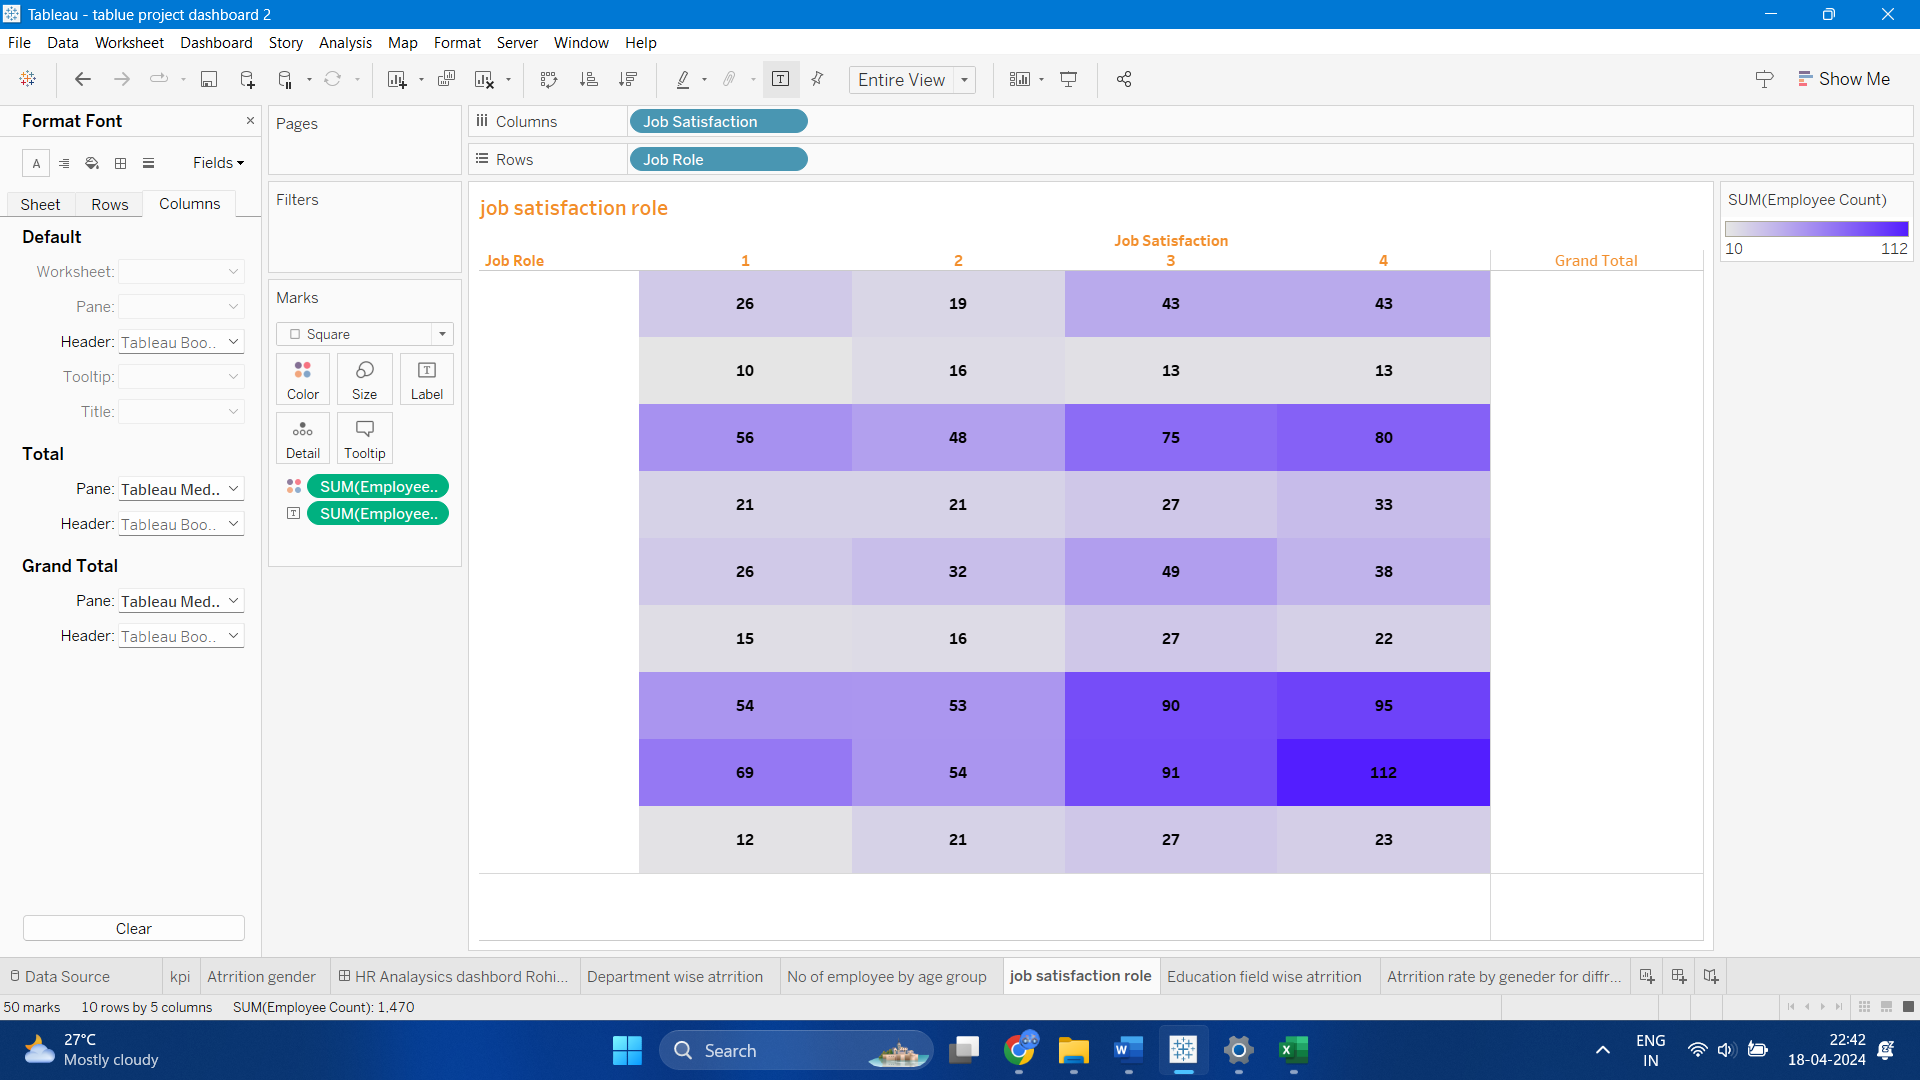 Tableau - tablue project dashboard 2
File Data Worksheet Dashboard Story Analysis Map Format Server Window Help
Entire View
Show Me
Format Font
Fields
Sheet Rows Columns
Default
Worksheet:
Pane:
Header: Tableau Boo..
Tooltip:
Title:
Total
Pane: Tableau Med..
Header: Tableau Boo..
Grand Total
Pane: Tableau Med..
Header: Tableau Boo..
Clear
Pages
Filters
Marks
Square
Color Size Label
Detail Tooltip
SUM(Employee..
SUM(Employee..
Columns Job Satisfaction
Rows Job Role
job satisfaction role
Job Satisfaction
Job Role 1 2 3 4 Grand Total
26 19 43 43
10 16 13 13
56 48 75 80
21 21 27 33
26 32 49 38
15 16 27 22
54 53 90 95
69 54 91 112
12 21 27 23
SUM(Employee Count)
10 112
Data Source kpi Atrrition gender HR Analaysics dashbord Rohi... Department wise atrrition No of employee by age group job satisfaction role Education field wise atrrition Atrrition rate by geneder for diffr...
50 marks 10 rows by 5 columns SUM(Employee Count): 1,470
27°C
Mostly cloudy
Search
ENG
IN
22:42
18-04-2024